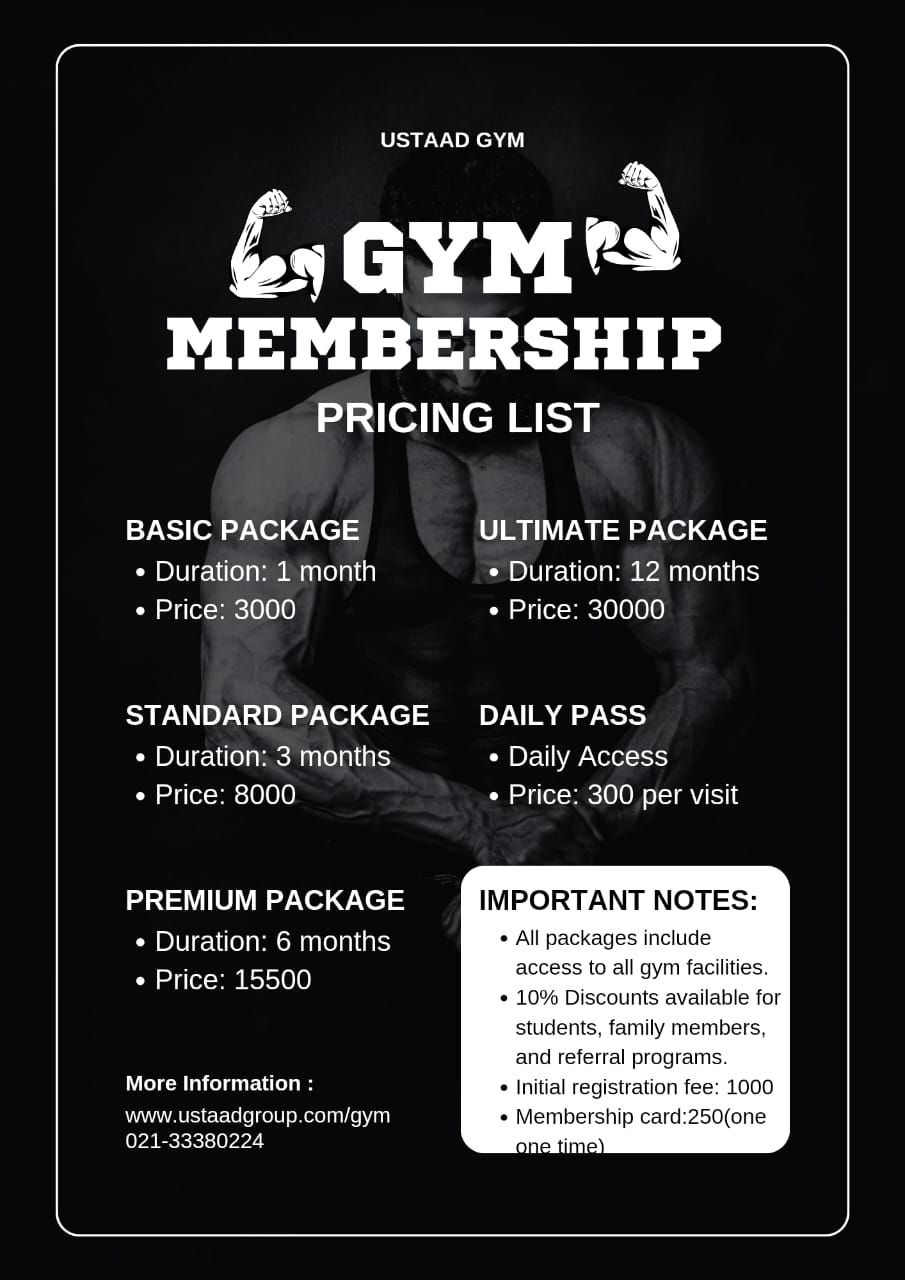 USTAAD GYM
GYM
MEMBERSHIP
PRICING LIST
BASIC PACKAGE
• Duration: 1 month
• Price: 3000
STANDARD PACKAGE
• Duration: 3 months
• Price: 8000
PREMIUM PACKAGE
• Duration: 6 months
• Price: 15500
More Information :
www.ustaadgroup.com/gym
021-33380224
ULTIMATE PACKAGE
• Duration: 12 months
• Price: 30000
DAILY PASS
• Daily Access
• Price: 300 per visit
IMPORTANT NOTES:
• All packages include
access to all gym facilities.
• 10% Discounts available for
students, family members,
and referral programs.
• Initial registration fee: 1000
• Membership card:250(one
one time)